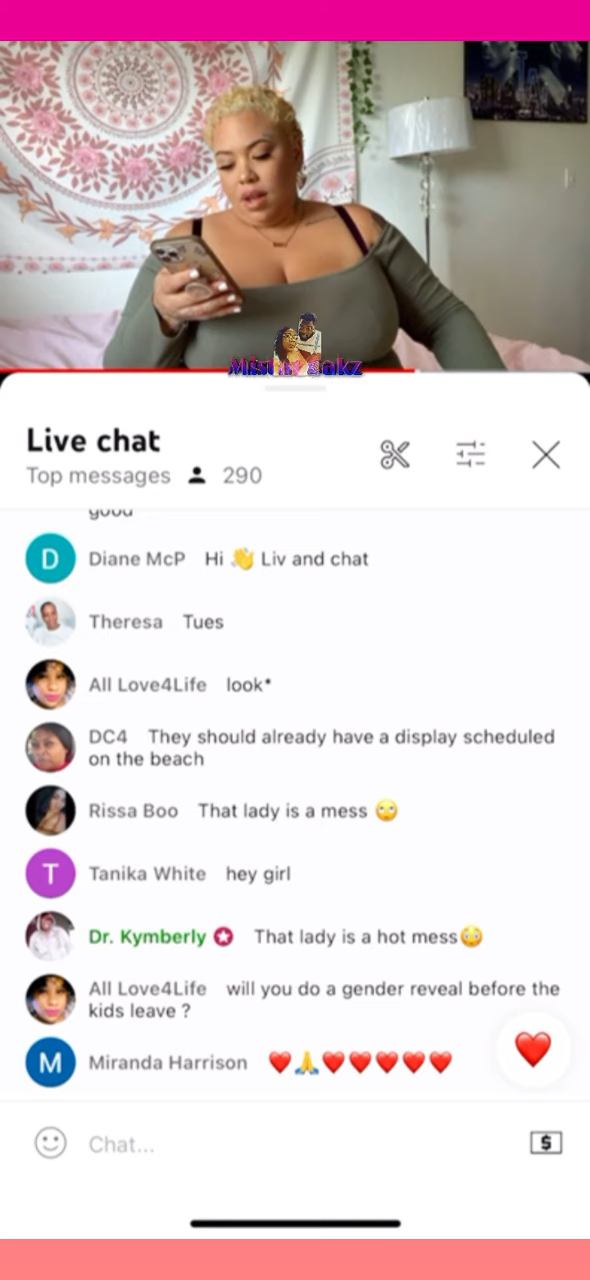 Live chat
Top messages 290
good
Diane McP Hi 👋 Liv and chat
Theresa Tues
All Love4Life look*
DC4 They should already have a display scheduled
on the beach
Rissa Boo That lady is a mess 🙄
T Tanika White hey girl
Dr. Kymberly That lady is a hot mess😳
All Love4Life will you do a gender reveal before the
kids leave ?
M Miranda Harrison ❤️🙏❤️❤️❤️❤️❤️
Chat...
$